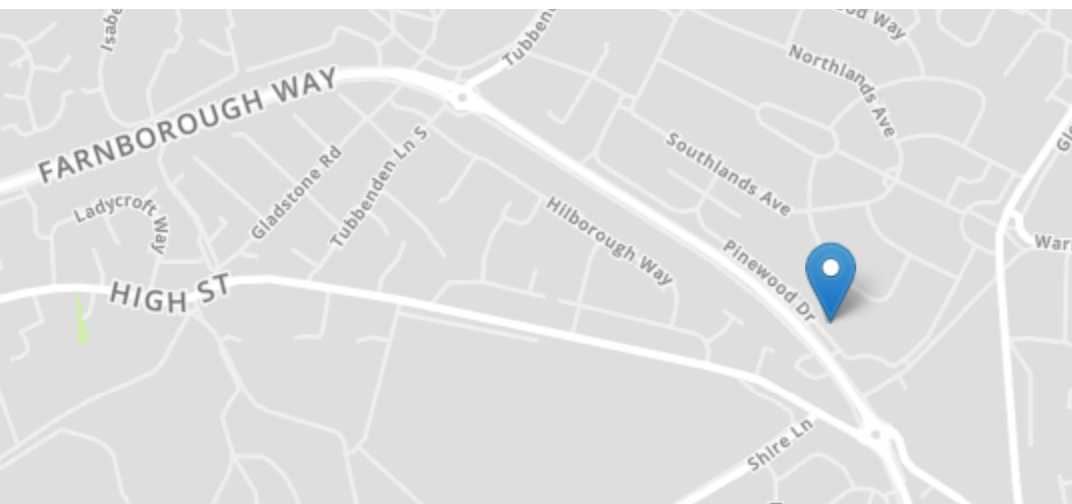 Northlands Ave
FARNBOROUGH WAY
Southlands Ave
Gladstone Rd
Tubbenden Ln S
Ladycroft Way
Hilborough Way
Pinewood Dr
HIGH ST
Shire Ln